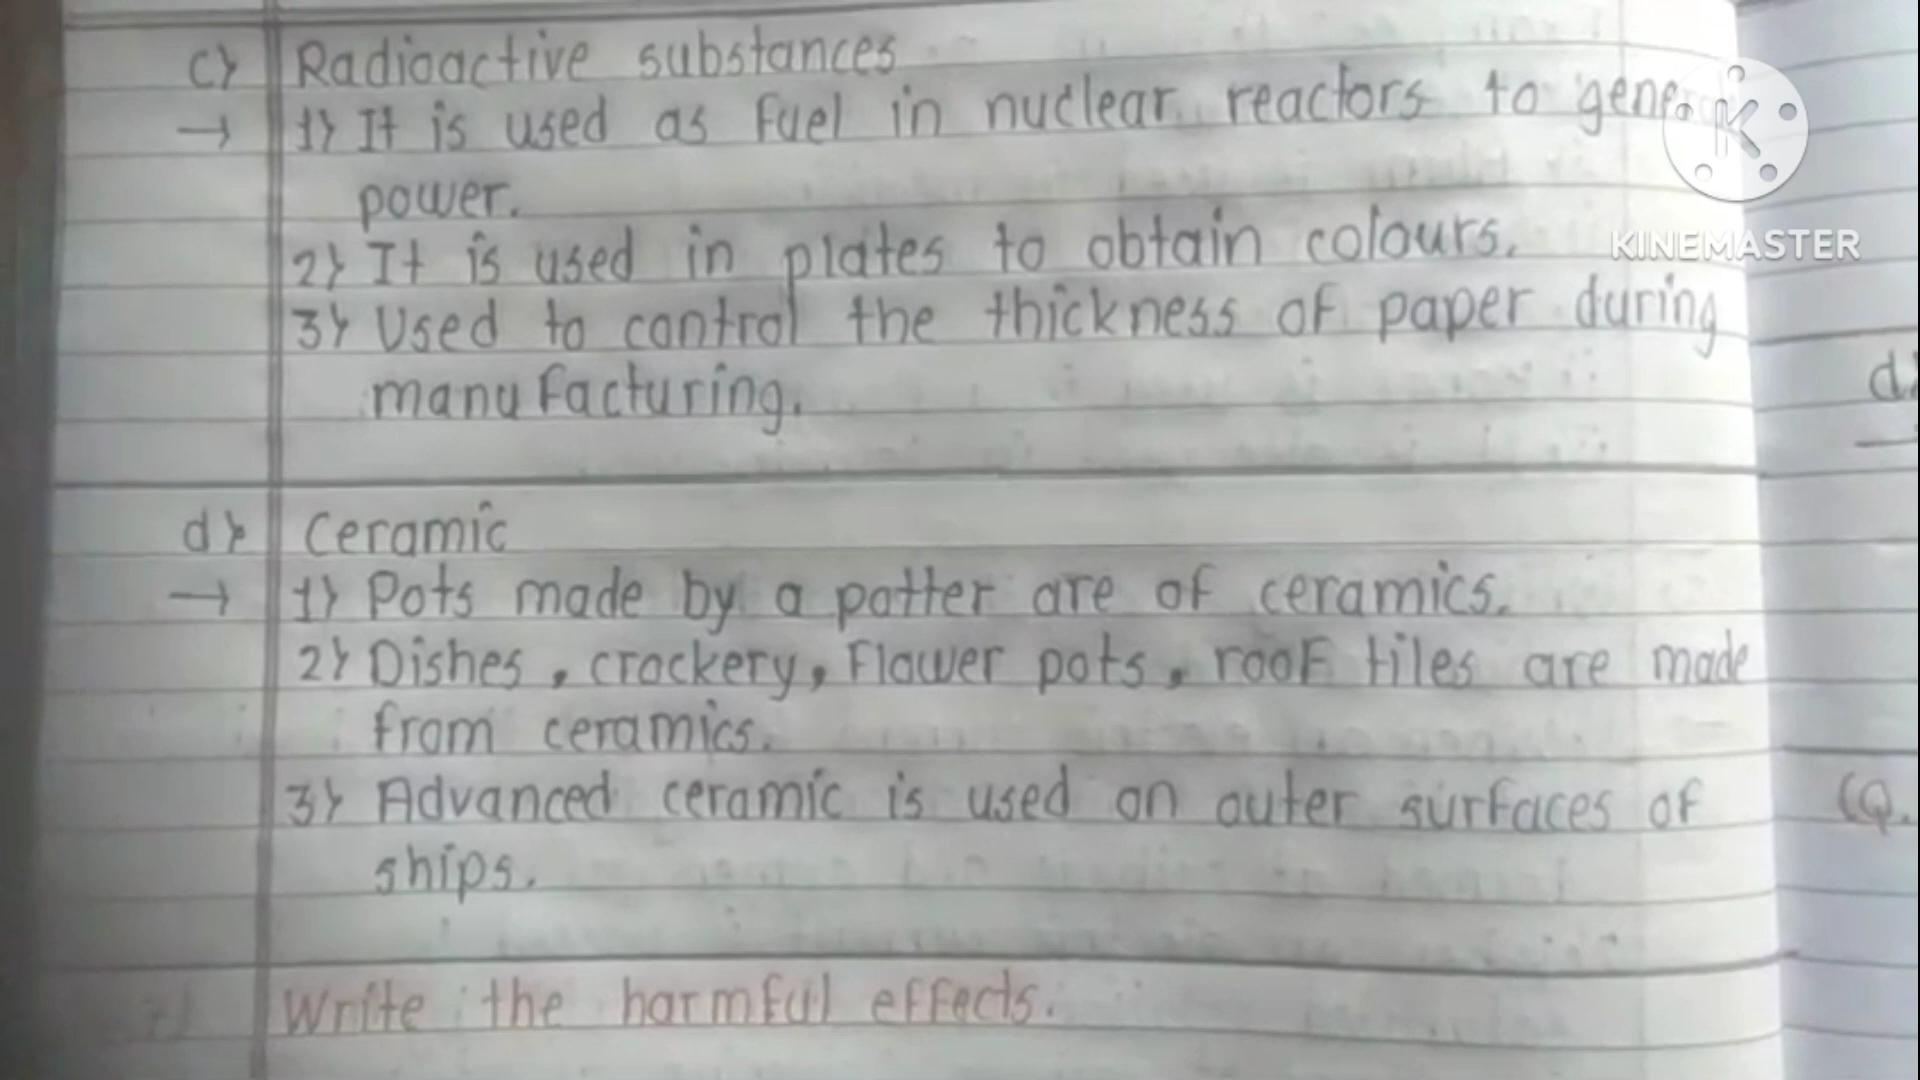 c) Radioactive substances
→ 1) It is used as fuel in nuclear reactors to
power.
2) It is used in plates to obtain colours.
3) Used to control the thickness of paper during
manufacturing.
d) Ceramic
→ 1) Pots made by a potter are of ceramics.
2) Dishes, crockery, Flower pots, roof tiles are made
from ceramics.
3) Advanced ceramic is used on outer surfaces of
ships.
Write the harmful effects.
K
KINEMASTER
d)
(Q.